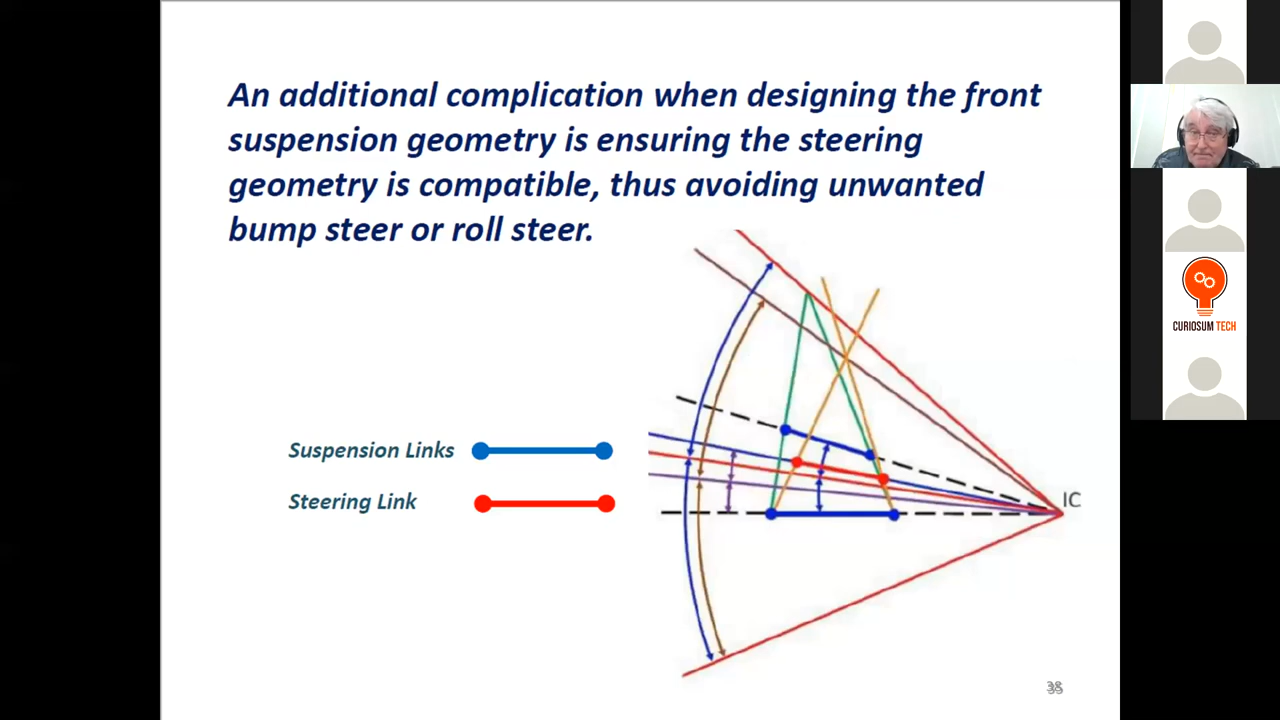 An additional complication when designing the front
suspension geometry is ensuring the steering
geometry is compatible, thus avoiding unwanted
bump steer or roll steer.
CURIOSUM TECH
Suspension Links
IC
Steering Link